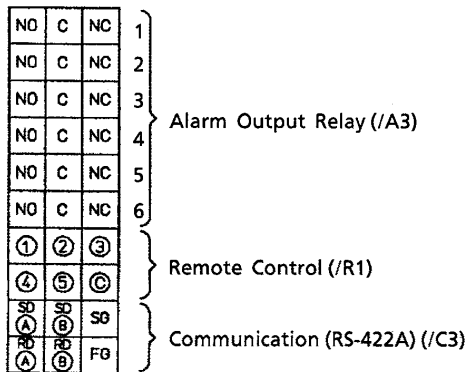 NO C NC 1
NO C NC 2
NO C NC 3
Alarm Output Relay (/A3)
NO C NC 4
NO C NC 5
NO C NC 6
① ② ③
Remote Control (/R1)
④ ⑤ Ⓒ
SD Ⓐ SD Ⓑ SG
Communication (RS-422A) (/C3)
RD Ⓐ RD Ⓑ FG